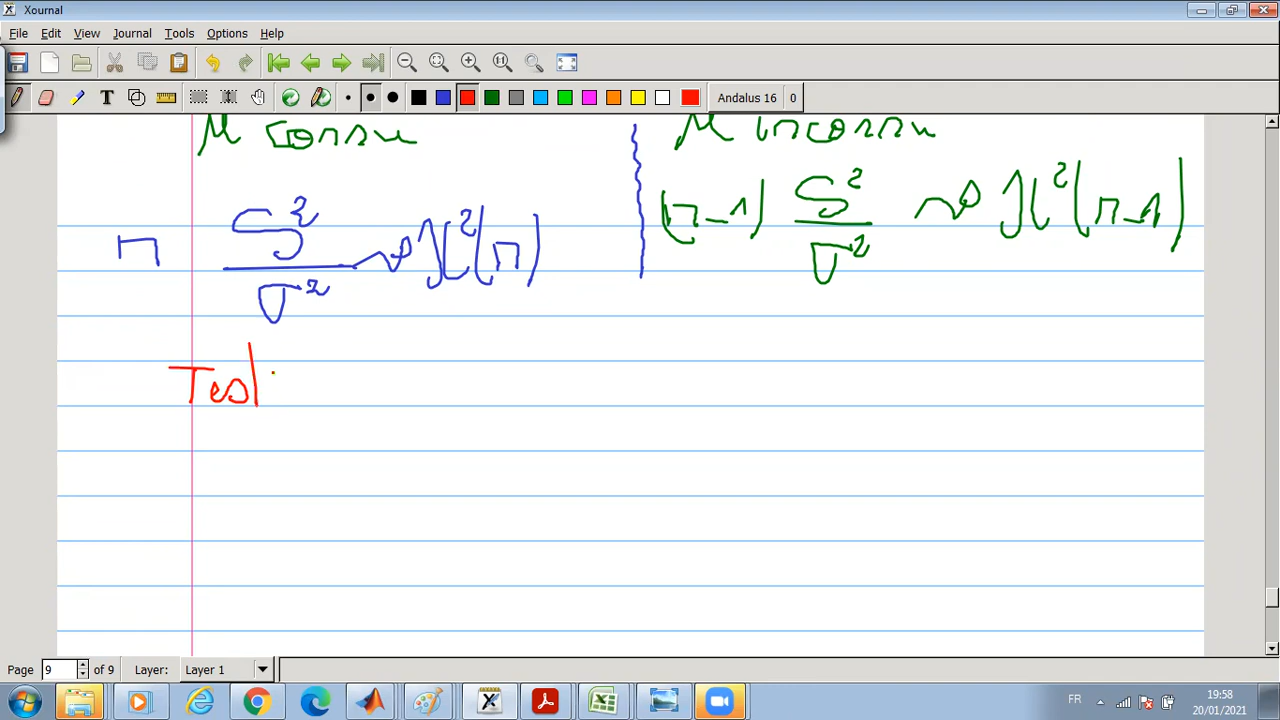 Xournal
File Edit View Journal Tools Options Help
Andalus 16 0
μ connu
μ inconnu
n S²/σ² ~ χ²(n)
(n-1) S²/σ² ~ χ²(n-1)
Test
Page 9 of 9 Layer: Layer 1
FR
19:58
20/01/2021